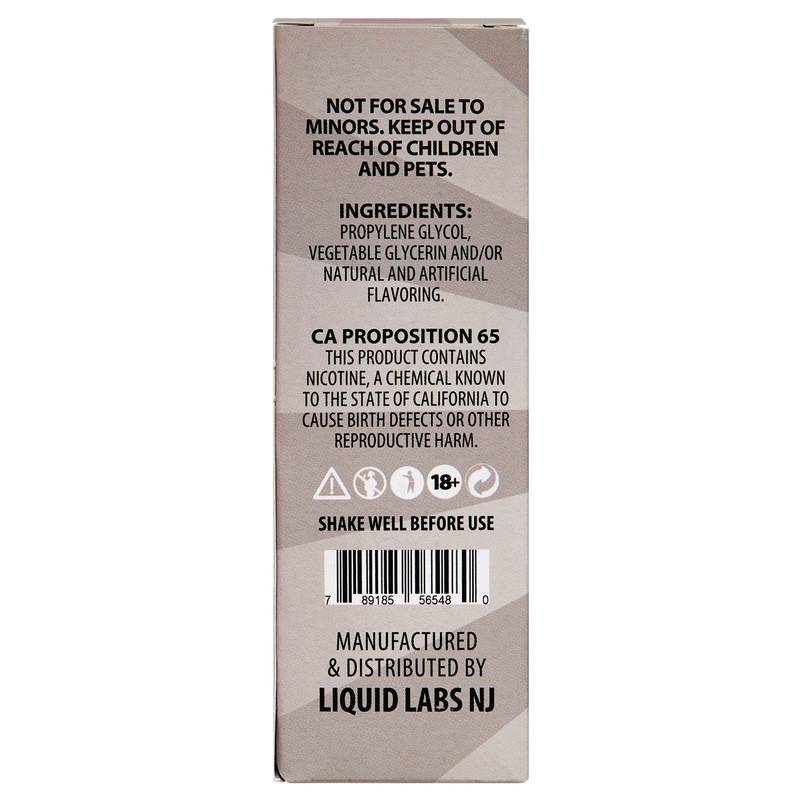 NOT FOR SALE TO
MINORS. KEEP OUT OF
REACH OF CHILDREN
AND PETS.
INGREDIENTS:
PROPYLENE GLYCOL,
VEGETABLE GLYCERIN AND/OR
NATURAL AND ARTIFICIAL
FLAVORING.
CA PROPOSITION 65
THIS PRODUCT CONTAINS
NICOTINE, A CHEMICAL KNOWN
TO THE STATE OF CALIFORNIA TO
CAUSE BIRTH DEFECTS OR OTHER
REPRODUCTIVE HARM.
18+
SHAKE WELL BEFORE USE
7 89185 56548 0
MANUFACTURED
& DISTRIBUTED BY
LIQUID LABS NJ